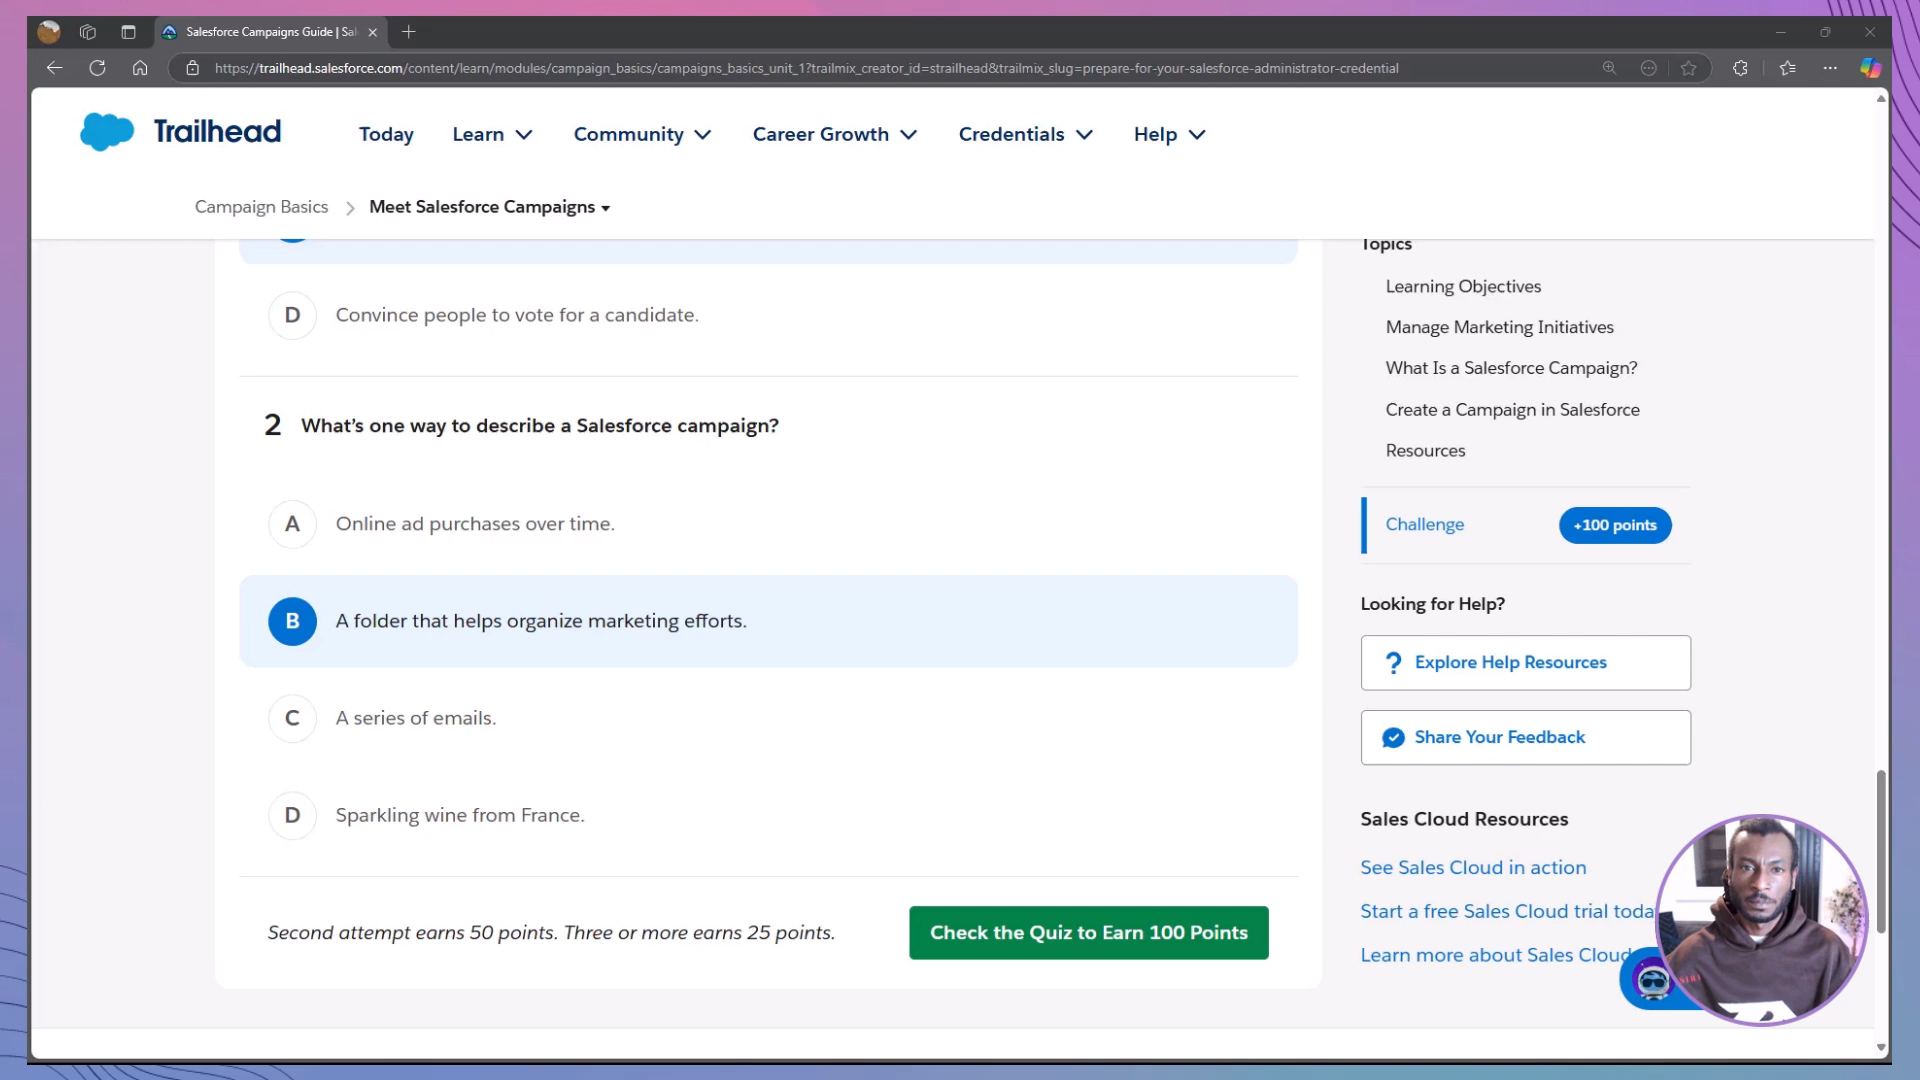 Salesforce Campaigns Guide | Sal
https://trailhead.salesforce.com/content/learn/modules/campaign_basics/campaigns_basics_unit_1?trailmix_creator_id=strailhead&trailmix_slug=prepare-for-your-salesforce-administrator-credential
Trailhead
Today
Learn
Community
Career Growth
Credentials
Help
Campaign Basics
Meet Salesforce Campaigns
D
Convince people to vote for a candidate.
2 What's one way to describe a Salesforce campaign?
A
Online ad purchases over time.
B
A folder that helps organize marketing efforts.
C
A series of emails.
D
Sparkling wine from France.
Second attempt earns 50 points. Three or more earns 25 points.
Check the Quiz to Earn 100 Points
Topics
Learning Objectives
Manage Marketing Initiatives
What Is a Salesforce Campaign?
Create a Campaign in Salesforce
Resources
Challenge
+100 points
Looking for Help?
Explore Help Resources
Share Your Feedback
Sales Cloud Resources
See Sales Cloud in action
Start a free Sales Cloud trial toda
Learn more about Sales Cloud